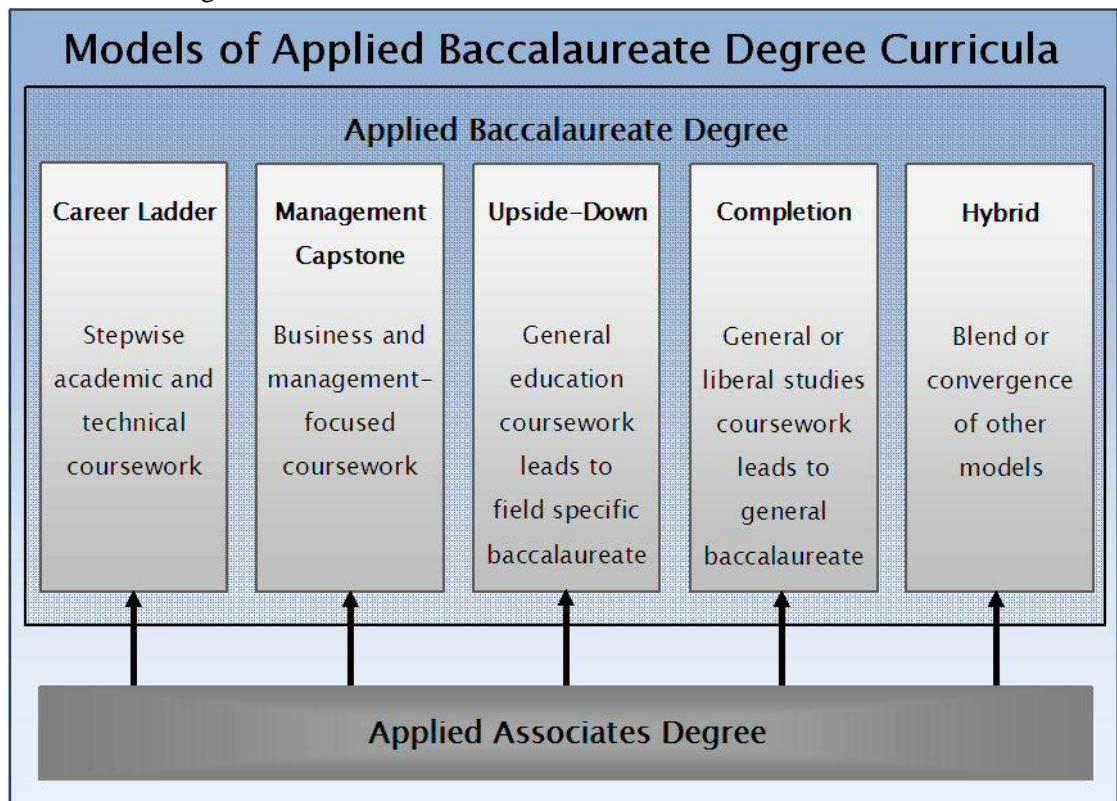 Models of Applied Baccalaureate Degree Curricula
Applied Baccalaureate Degree
Career Ladder
Stepwise
academic and
technical
coursework
Management
Capstone
Business and
management-
focused
coursework
Upside-Down
General
education
coursework
leads to
field specific
baccalaureate
Completion
General or
liberal studies
coursework
leads to
general
baccalaureate
Hybrid
Blend or
convergence
of other
models
Applied Associates Degree